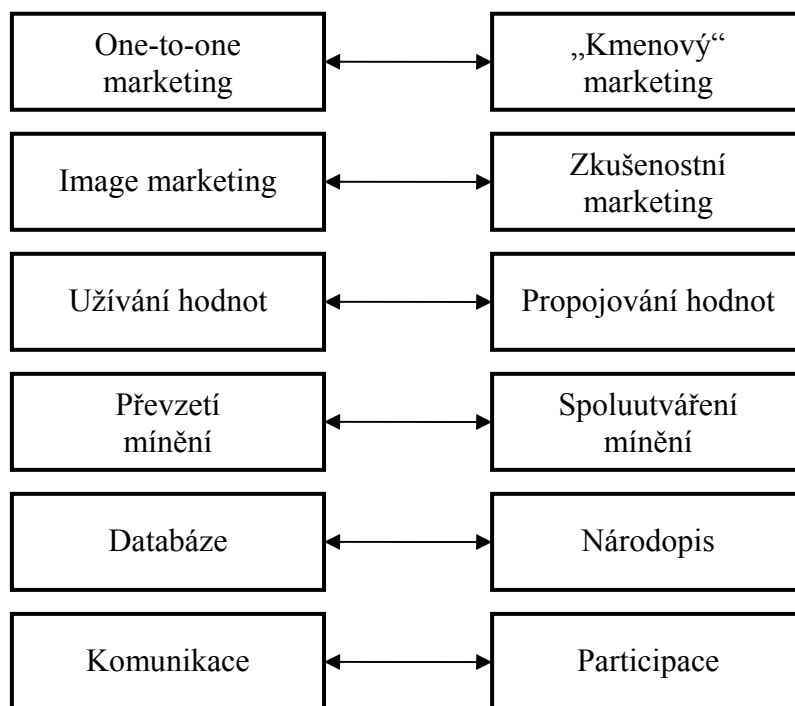 One-to-one
marketing
„Kmenový“
marketing
Image marketing
Zkušenostní
marketing
Užívání hodnot
Propojování hodnot
Převzetí
mínění
Spoluutváření
mínění
Databáze
Národopis
Komunikace
Participace